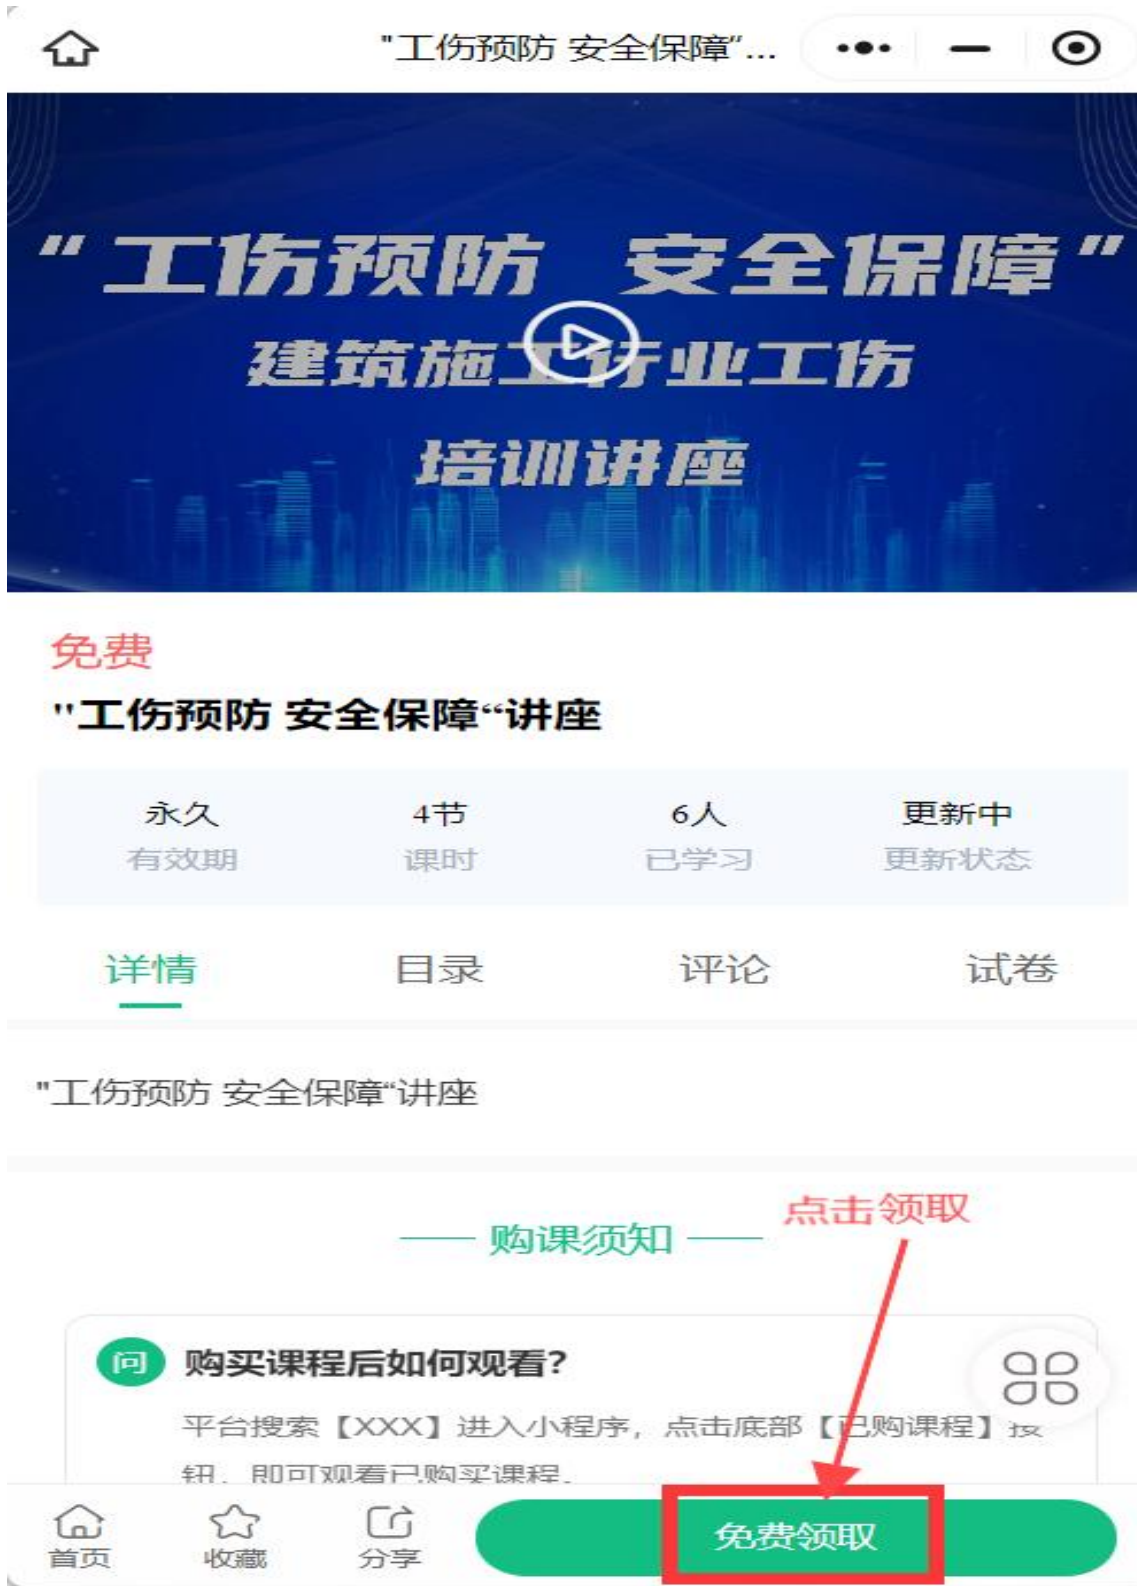 "工伤预防 安全保障"...
"工伤预防 安全保障"
建筑施工行业工伤
培训讲座
免费
"工伤预防 安全保障“讲座
永久 4节 6人 更新中
有效期 课时 已学习 更新状态
详情 目录 评论 试卷
"工伤预防 安全保障“讲座
点击领取
购课须知
问 购买课程后如何观看?
平台搜索【XXX】进入小程序，点击底部【已购课程】按
钮，即可观看已购买课程。
首页 收藏 分享 免费领取